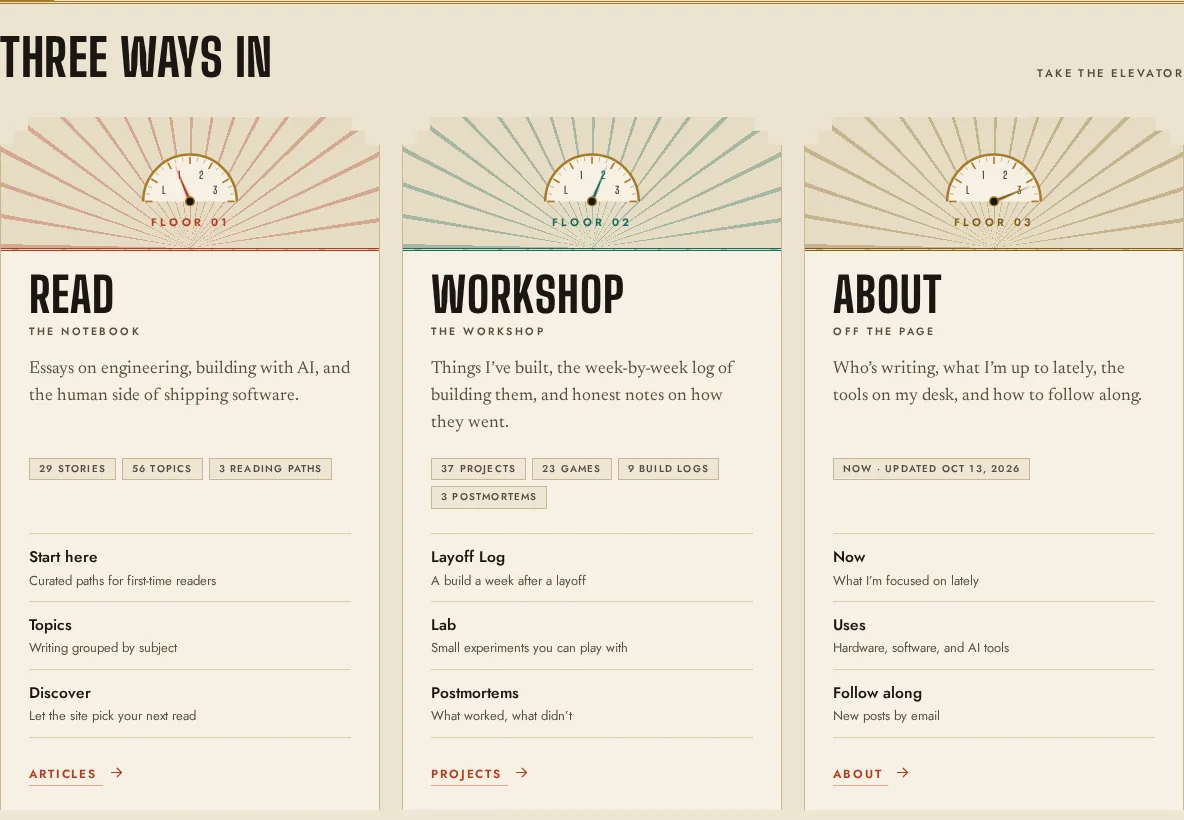 THREE WAYS IN
TAKE THE ELEVATOR
L 1 2 3
FLOOR 01
READ
THE NOTEBOOK
Essays on engineering, building with AI, and
the human side of shipping software.
29 STORIES
56 TOPICS
3 READING PATHS
Start here
Curated paths for first-time readers
Topics
Writing grouped by subject
Discover
Let the site pick your next read
ARTICLES →
L 1 2 3
FLOOR 02
WORKSHOP
THE WORKSHOP
Things I’ve built, the week-by-week log of
building them, and honest notes on how
they went.
37 PROJECTS
23 GAMES
9 BUILD LOGS
3 POSTMORTEMS
Layoff Log
A build a week after a layoff
Lab
Small experiments you can play with
Postmortems
What worked, what didn’t
PROJECTS →
L 1 2 3
FLOOR 03
ABOUT
OFF THE PAGE
Who’s writing, what I’m up to lately, the
tools on my desk, and how to follow along.
NOW · UPDATED OCT 13, 2026
Now
What I’m focused on lately
Uses
Hardware, software, and AI tools
Follow along
New posts by email
ABOUT →